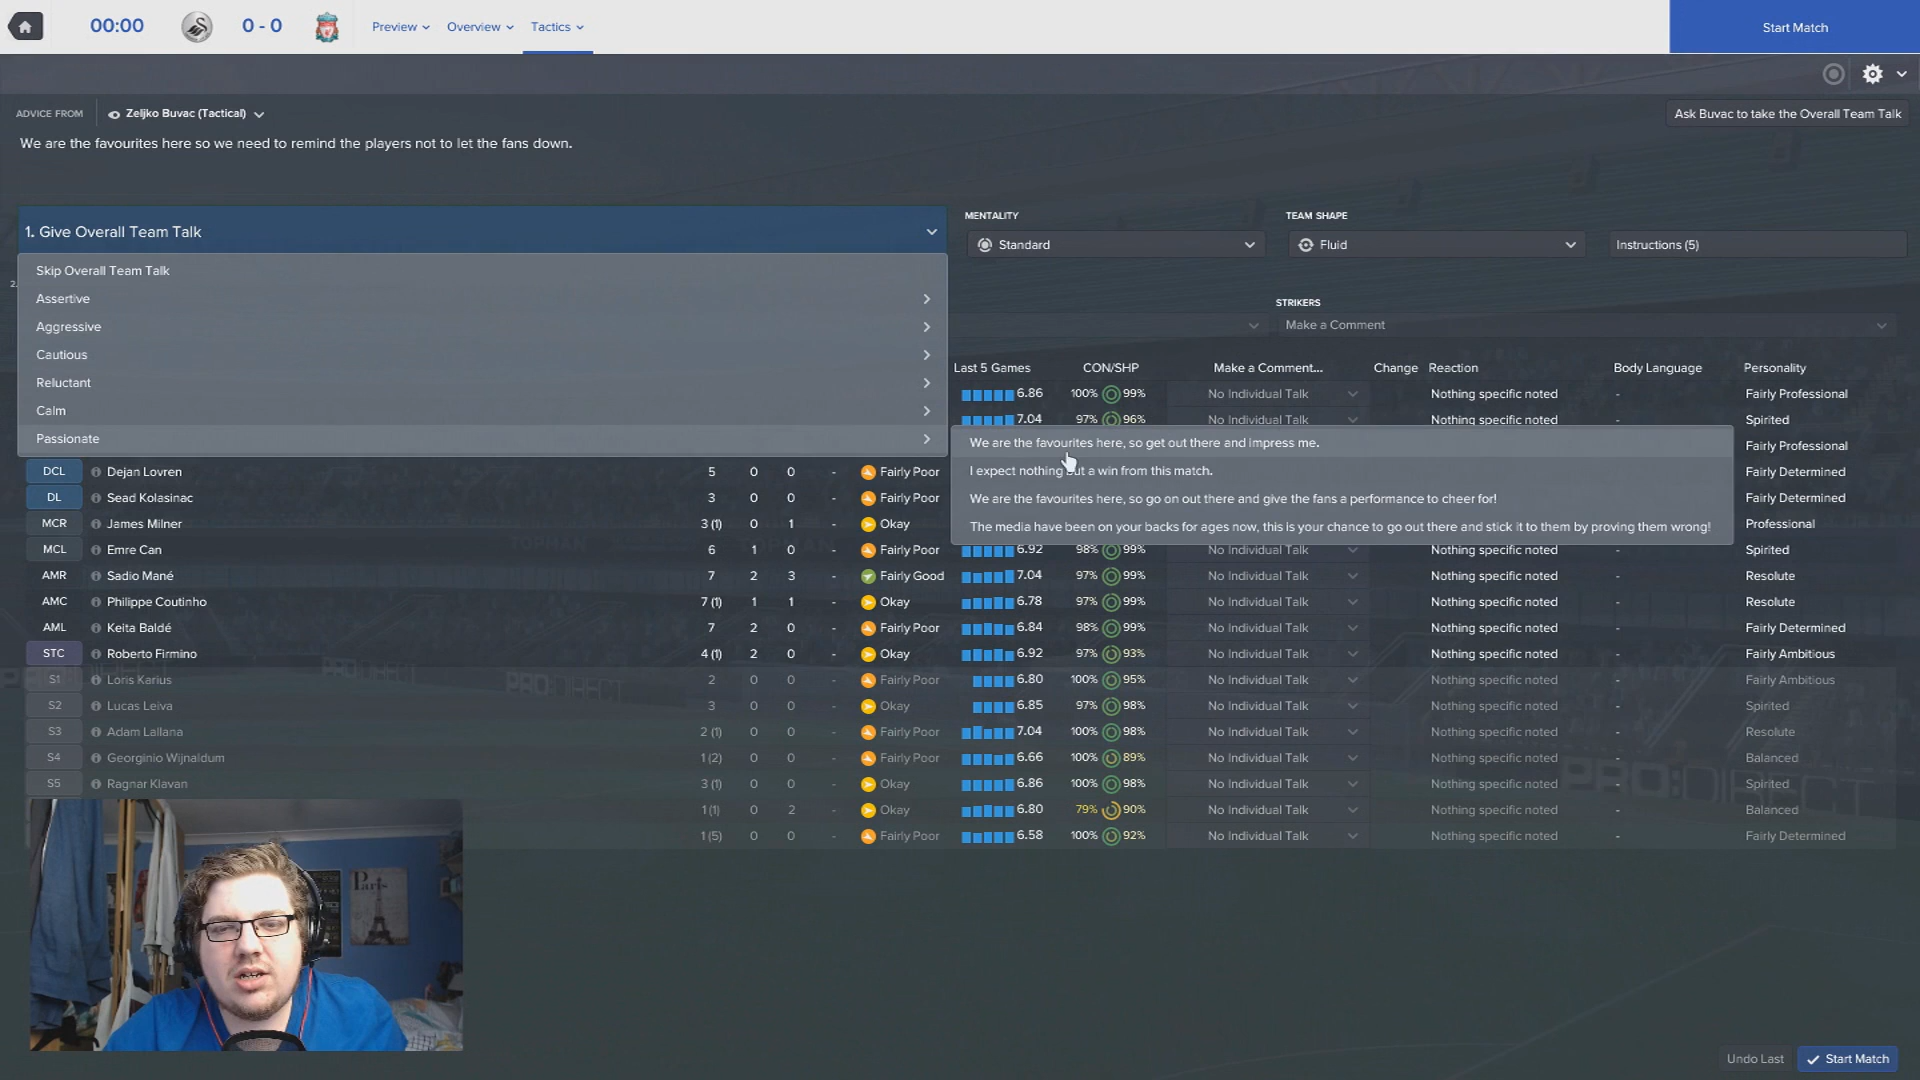 00:00
0 - 0
Preview
Overview
Tactics
Start Match
ADVICE FROM
Zeljko Buvac (Tactical)
Ask Buvac to take the Overall Team Talk
We are the favourites here so we need to remind the players not to let the fans down.
1. Give Overall Team Talk
MENTALITY
Standard
TEAM SHAPE
Fluid
Instructions (5)
Skip Overall Team Talk
2.
Assertive
Aggressive
Cautious
Reluctant
Calm
Passionate
STRIKERS
Make a Comment
Last 5 Games CON/SHP Make a Comment... Change Reaction Body Language Personality
6.86 100% 99% No Individual Talk Nothing specific noted - Fairly Professional
7.04 97% 96% No Individual Talk Nothing specific noted - Spirited
We are the favourites here, so get out there and impress me.
I expect nothing but a win from this match.
We are the favourites here, so go on out there and give the fans a performance to cheer for!
The media have been on your backs for ages now, this is your chance to go out there and stick it to them by proving them wrong!
Fairly Professional
DCL Dejan Lovren 5 0 0 - Fairly Poor Fairly Determined
DL Sead Kolasinac 3 0 0 - Fairly Poor Fairly Determined
MCR James Milner 3 (1) 0 1 - Okay Professional
MCL Emre Can 6 1 0 - Fairly Poor 6.92 98% 99% No Individual Talk Nothing specific noted - Spirited
AMR Sadio Mané 7 2 3 - Fairly Good 7.04 97% 99% No Individual Talk Nothing specific noted - Resolute
AMC Philippe Coutinho 7 (1) 1 1 - Okay 6.78 97% 99% No Individual Talk Nothing specific noted - Resolute
AML Keita Baldé 7 2 0 - Fairly Poor 6.84 98% 99% No Individual Talk Nothing specific noted - Fairly Determined
STC Roberto Firmino 4 (1) 2 0 - Okay 6.92 97% 93% No Individual Talk Nothing specific noted - Fairly Ambitious
S1 Loris Karius 2 0 0 - Fairly Poor 6.80 100% 95% No Individual Talk Nothing specific noted - Fairly Ambitious
S2 Lucas Leiva 3 0 0 - Okay 6.85 97% 98% No Individual Talk Nothing specific noted - Spirited
S3 Adam Lallana 2 (1) 0 0 - Fairly Poor 7.04 100% 98% No Individual Talk Nothing specific noted - Resolute
S4 Georginio Wijnaldum 1 (2) 0 0 - Fairly Poor 6.66 100% 89% No Individual Talk Nothing specific noted - Balanced
S5 Ragnar Klavan 3 (1) 0 0 - Okay 6.86 100% 98% No Individual Talk Nothing specific noted - Spirited
1 (1) 0 2 - Okay 6.80 79% 90% No Individual Talk Nothing specific noted - Balanced
1 (5) 0 0 - Fairly Poor 6.58 100% 92% No Individual Talk Nothing specific noted - Fairly Determined
PRO:DIRECT
PRO:DIRECT
TOPMAN
Paris
Undo Last
Start Match